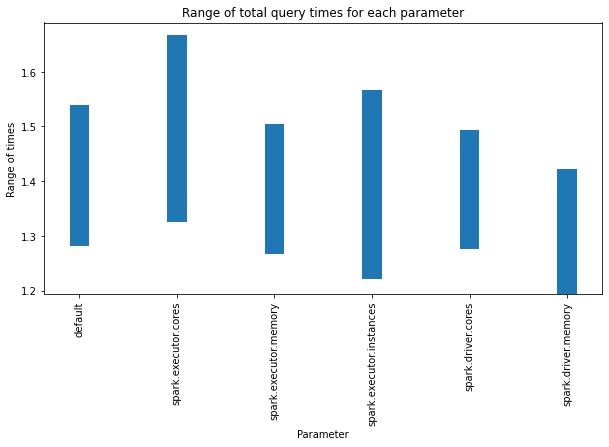 Range of total query times for each parameter
Range of times
1.6
1.5
1.4
1.3
1.2
default
spark.executor.cores
spark.executor.memory
spark.executor.instances
spark.driver.cores
spark.driver.memory
Parameter